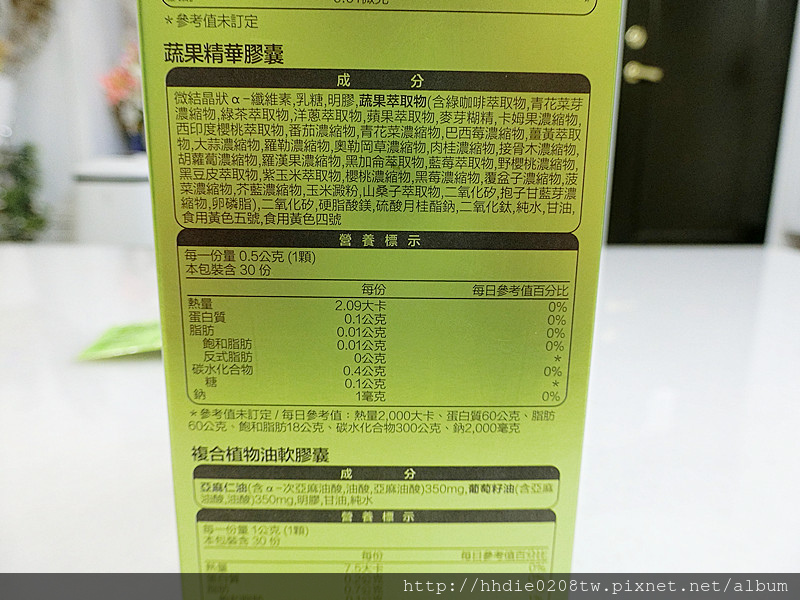 ＊參考值未訂定
蔬果精華膠囊
成 分
微結晶狀α-纖維素,乳糖,明膠,蔬果萃取物(含綠咖啡萃取物,青花菜芽
濃縮物,綠茶萃取物,洋蔥萃取物,蘋果萃取物,麥芽糊精,卡姆果濃縮物,
西印度櫻桃萃取物,番茄濃縮物,青花菜濃縮物,巴西莓濃縮物,薑黃萃取
物,大蒜濃縮物,羅勒濃縮物,奧勒岡草濃縮物,肉桂濃縮物,接骨木濃縮物,
胡蘿蔔濃縮物,羅漢果濃縮物,黑加侖萃取物,藍莓萃取物,野櫻桃濃縮物,
黑豆皮萃取物,紫玉米萃取物,櫻桃濃縮物,黑莓濃縮物,覆盆子濃縮物,菠
菜濃縮物,芥藍濃縮物,玉米澱粉,山桑子萃取物,二氧化矽,抱子甘藍芽濃
縮物,卵磷脂),二氧化矽,硬脂酸鎂,硫酸月桂酯鈉,二氧化鈦,純水,甘油,
食用黃色五號,食用黃色四號
營養標示
每一份量 0.5公克 (1顆)
本包裝含 30 份
每份 每日參考值百分比
熱量 2.09大卡 0%
蛋白質 0.1公克 0%
脂肪 0.01公克 0%
飽和脂肪 0.01公克 0%
反式脂肪 0公克 *
碳水化合物 0.4公克 0%
糖 0.1公克 *
鈉 1毫克 0%
＊參考值未訂定 / 每日參考值：熱量2,000大卡、蛋白質60公克、脂肪
60公克、飽和脂肪18公克、碳水化合物300公克、鈉2,000毫克
複合植物油軟膠囊
成 分
亞麻仁油(含α-次亞麻油酸,油酸,亞麻油酸)350mg,葡萄籽油(含亞麻
油酸,油酸)350mg,明膠,甘油,純水
營養標示
每一份量 1公克 (1顆)
本包裝含 30 份
每份 每日參考值百分比
熱量 7.5大卡
蛋白質 0.2公克
http://hhdie0208tw.pixnet.net/album